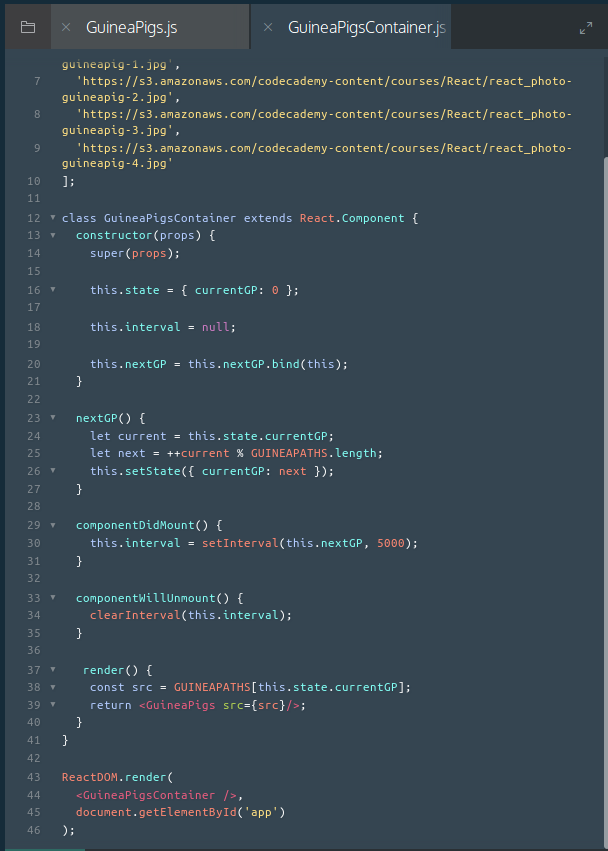 GuineaPigs.js
GuineaPigsContainer.js
guineapig-1.jpg',
7 'https://s3.amazonaws.com/codecademy-content/courses/React/react_photo-
guineapig-2.jpg',
8 'https://s3.amazonaws.com/codecademy-content/courses/React/react_photo-
guineapig-3.jpg',
9 'https://s3.amazonaws.com/codecademy-content/courses/React/react_photo-
guineapig-4.jpg'
10 ];
11
12 class GuineaPigsContainer extends React.Component {
13 constructor(props) {
14 super(props);
15
16 this.state = { currentGP: 0 };
17
18 this.interval = null;
19
20 this.nextGP = this.nextGP.bind(this);
21 }
22
23 nextGP() {
24 let current = this.state.currentGP;
25 let next = ++current % GUINEAPATHS.length;
26 this.setState({ currentGP: next });
27 }
28
29 componentDidMount() {
30 this.interval = setInterval(this.nextGP, 5000);
31 }
32
33 componentWillUnmount() {
34 clearInterval(this.interval);
35 }
36
37 render() {
38 const src = GUINEAPATHS[this.state.currentGP];
39 return <GuineaPigs src={src}/>;
40 }
41 }
42
43 ReactDOM.render(
44 <GuineaPigsContainer />,
45 document.getElementById('app')
46 );